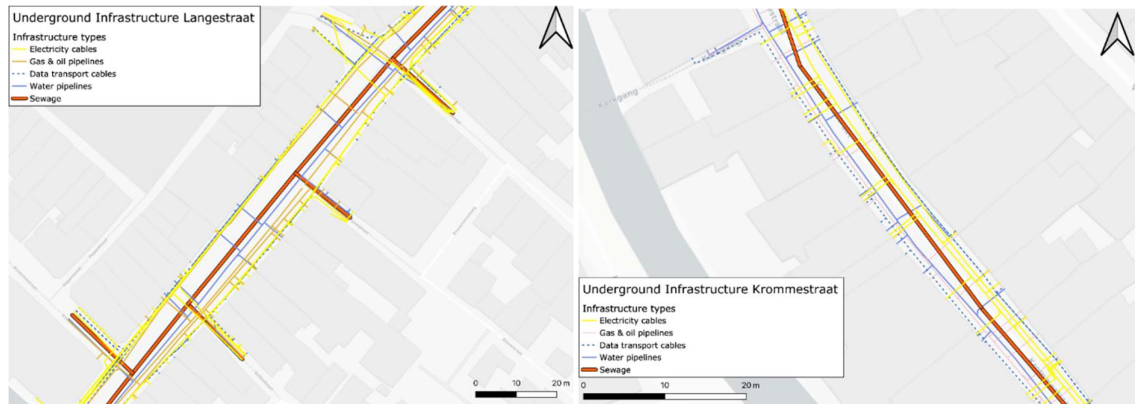 Underground Infrastructure Langestraat
Infrastructure types
Electricity cables
Gas & oil pipelines
Data transport cables
Water pipelines
Sewage
0 10 20 m
Kerkgang
Underground Infrastructure Krommestraat
Infrastructure types
Electricity cables
Gas & oil pipelines
Data transport cables
Water pipelines
Sewage
0 10 20 m